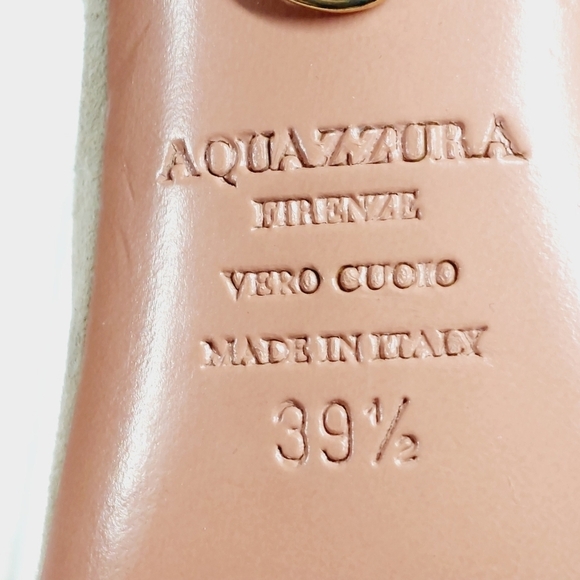 AQUAZZURA
FIRENZE
VERO CUOIO
MADE IN ITALY
39½